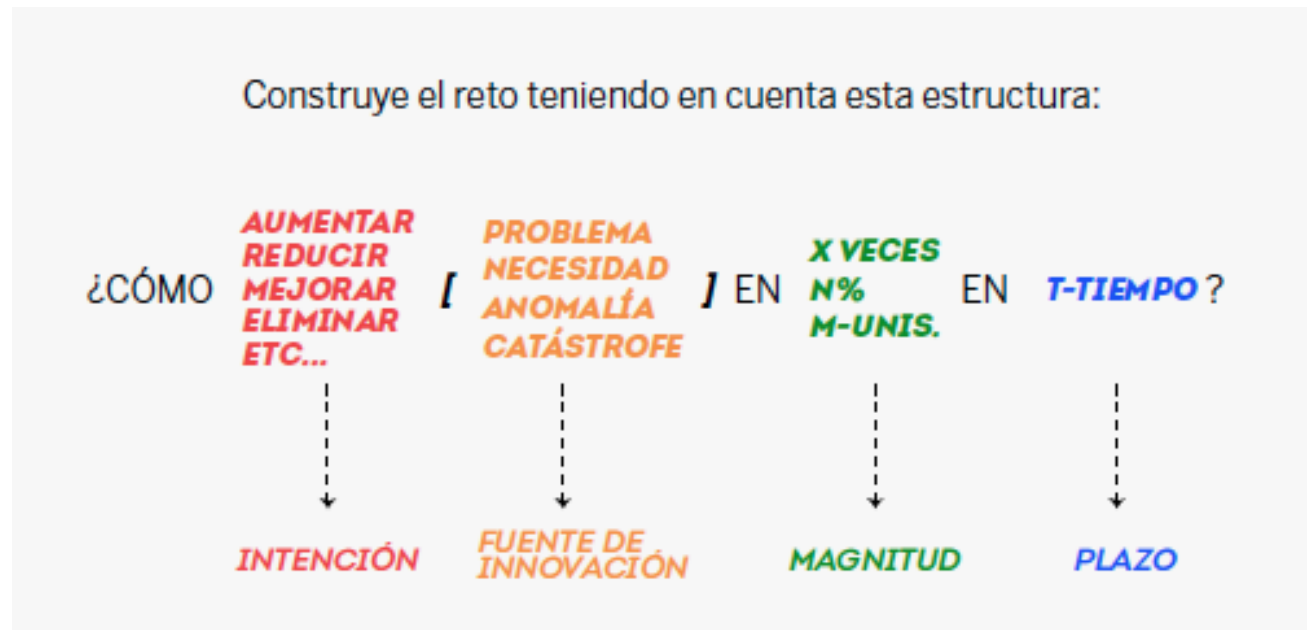 Construye el reto teniendo en cuenta esta estructura:
¿CÓMO
AUMENTAR
REDUCIR
MEJORAR
ELIMINAR
ETC...
[
PROBLEMA
NECESIDAD
ANOMALÍA
CATÁSTROFE
] EN
X VECES
N%
M-UNIS.
EN
T-TIEMPO ?
INTENCIÓN
FUENTE DE
INNOVACIÓN
MAGNITUD
PLAZO